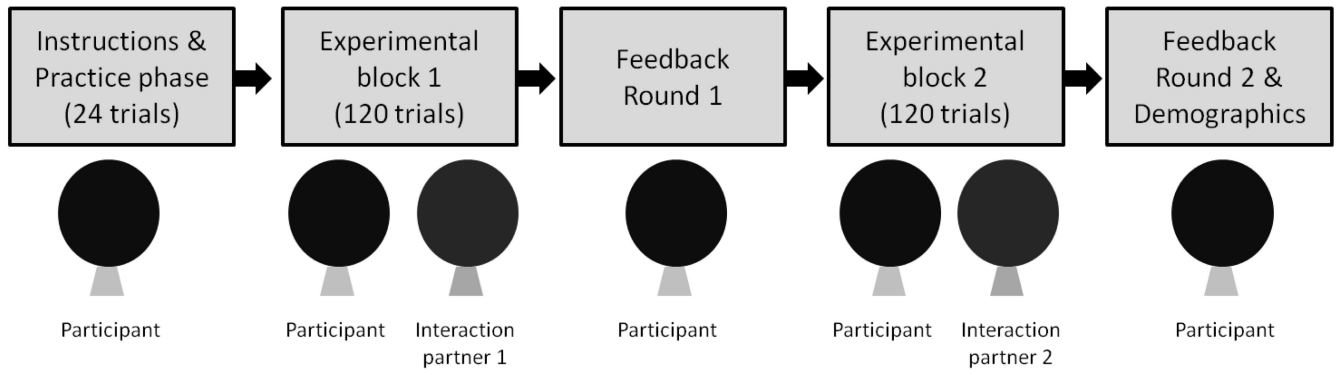 Instructions &
Practice phase
(24 trials)
Experimental
block 1
(120 trials)
Feedback
Round 1
Experimental
block 2
(120 trials)
Feedback
Round 2 &
Demographics
Participant
Participant
Interaction
partner 1
Participant
Participant
Interaction
partner 2
Participant